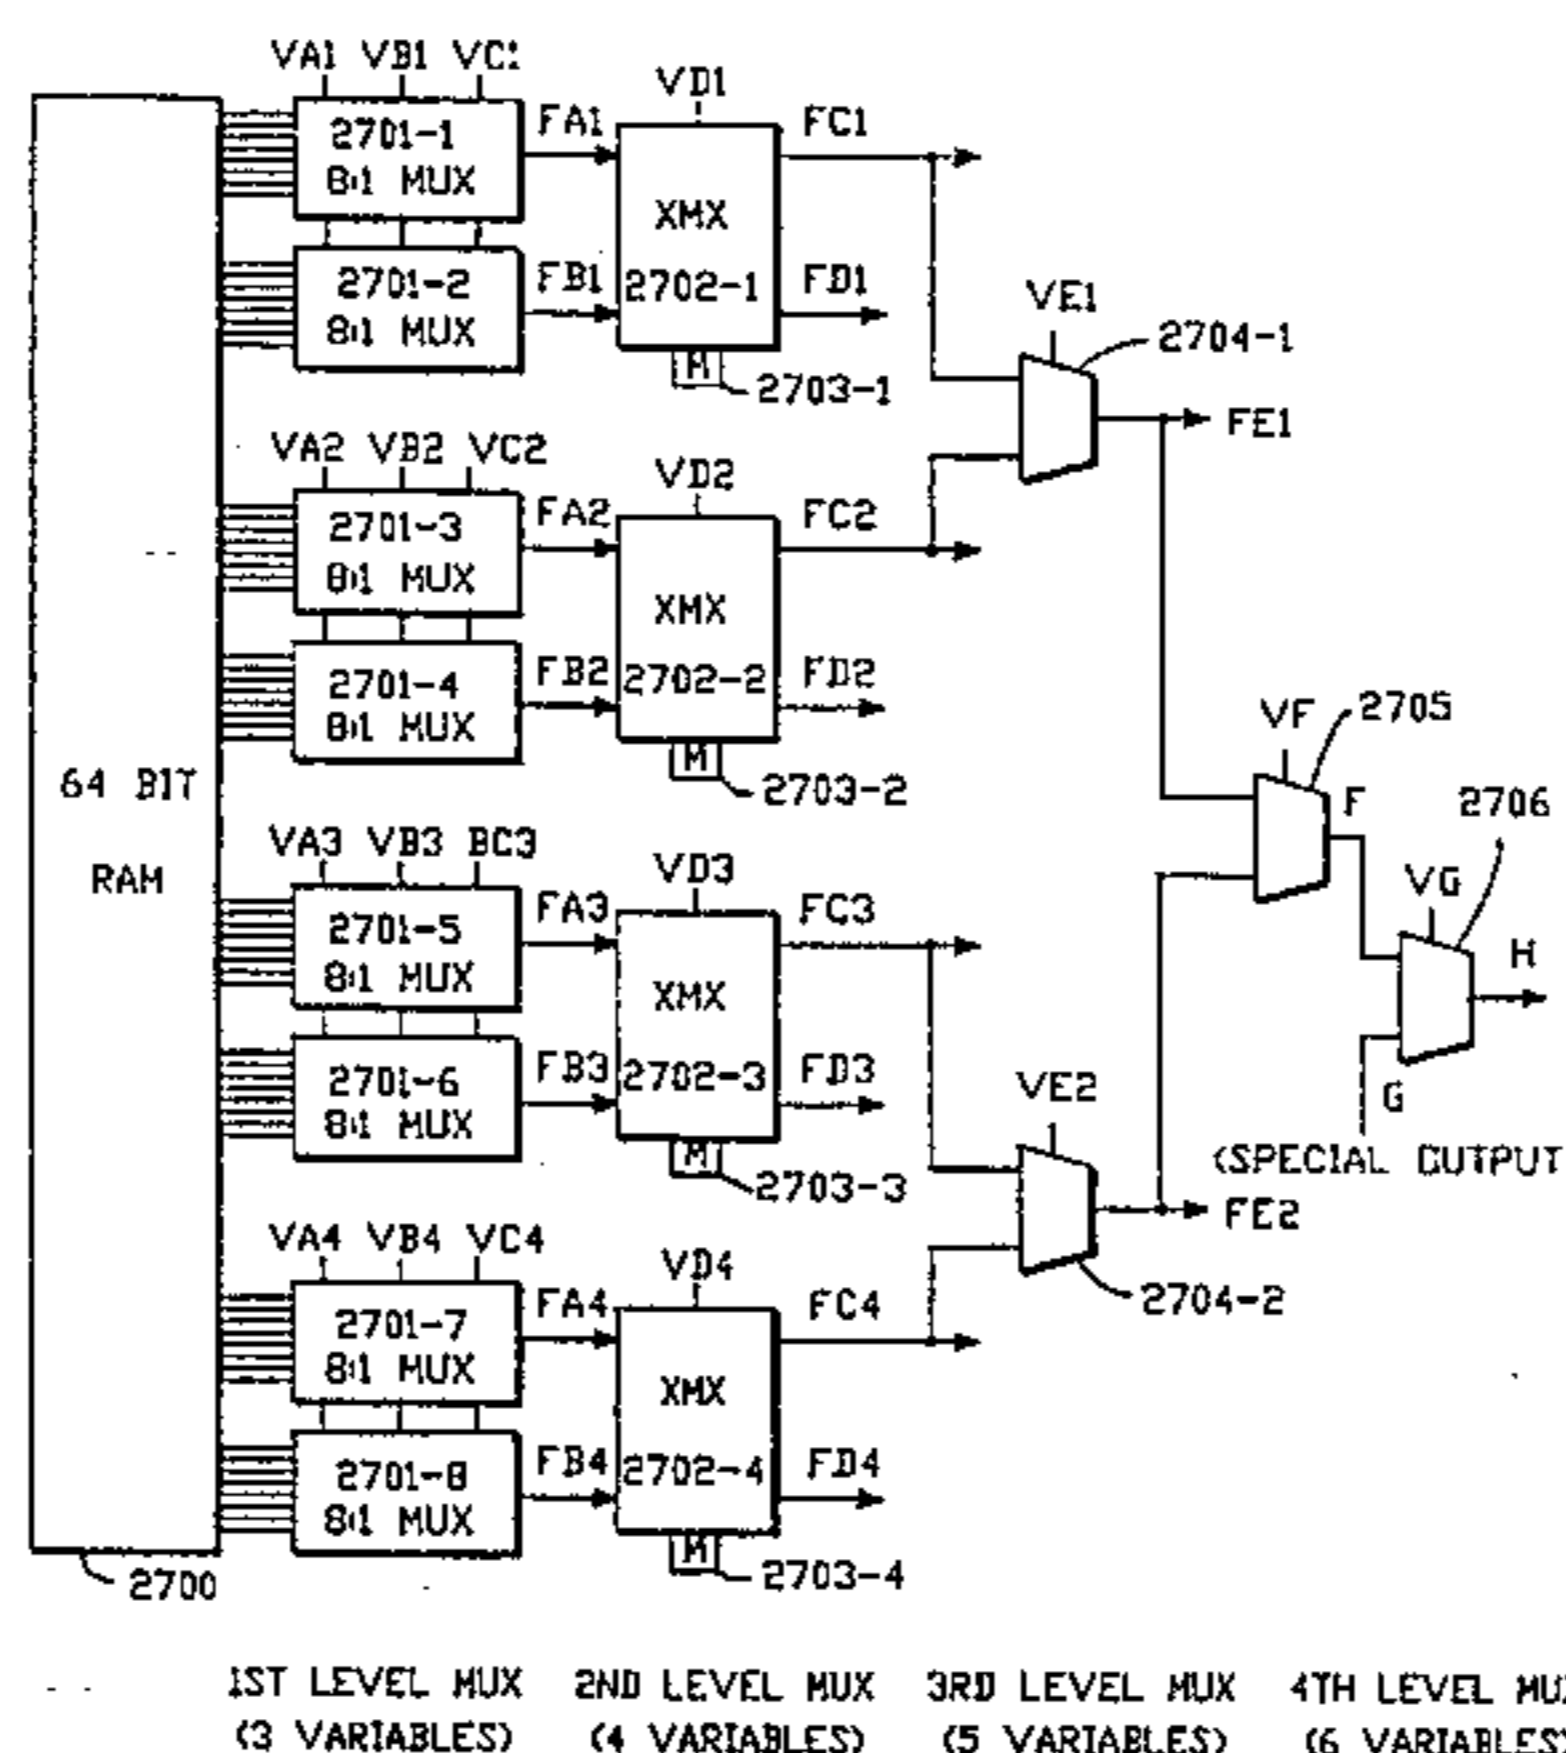 VA1 VB1 VC1
2701-1
8:1 MUX
2701-2
8:1 MUX
FA1
FB1
VD1
XMX
2702-1
M
2703-1
FC1
FD1
VE1
2704-1
FE1
VA2 VB2 VC2
2701-3
8:1 MUX
2701-4
8:1 MUX
FA2
FB2
VD2
XMX
2702-2
M
2703-2
FC2
FD2
64 BIT
RAM
2700
VF
2705
F
VG
2706
H
G
(SPECIAL OUTPUT
VA3 VB3 BC3
2701-5
8:1 MUX
2701-6
8:1 MUX
FA3
FB3
VD3
XMX
2702-3
M
2703-3
FC3
FD3
VE2
FE2
2704-2
VA4 VB4 VC4
2701-7
8:1 MUX
2701-8
8:1 MUX
FA4
FB4
VD4
XMX
2702-4
M
2703-4
FC4
FD4
1ST LEVEL MUX
(3 VARIABLES)
2ND LEVEL MUX
(4 VARIABLES)
3RD LEVEL MUX
(5 VARIABLES)
4TH LEVEL MUX
(6 VARIABLES)